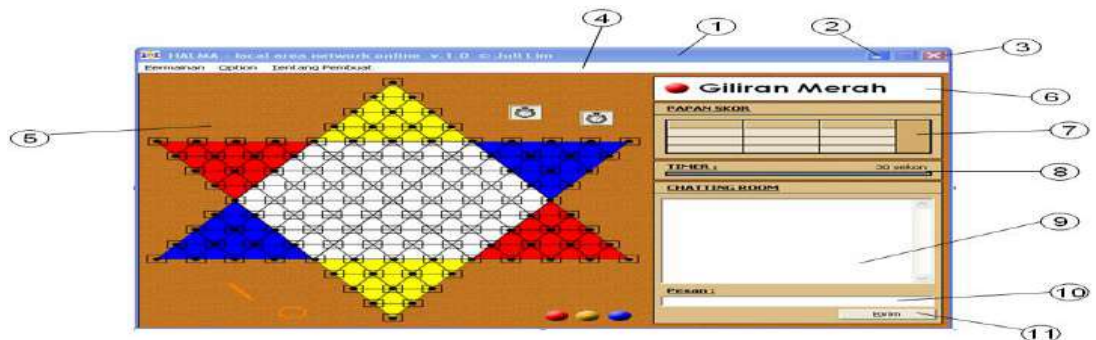 4 1 2
HALMA - local area network online v.1.0 © Juli Lim
3
Permainan Option Tentang Pembuat
Giliran Merah
6
PAPAN SKOR
5
7
TIMER : 30 sekon
8
CHATTING ROOM
9
Pesan :
10
Kirim
11